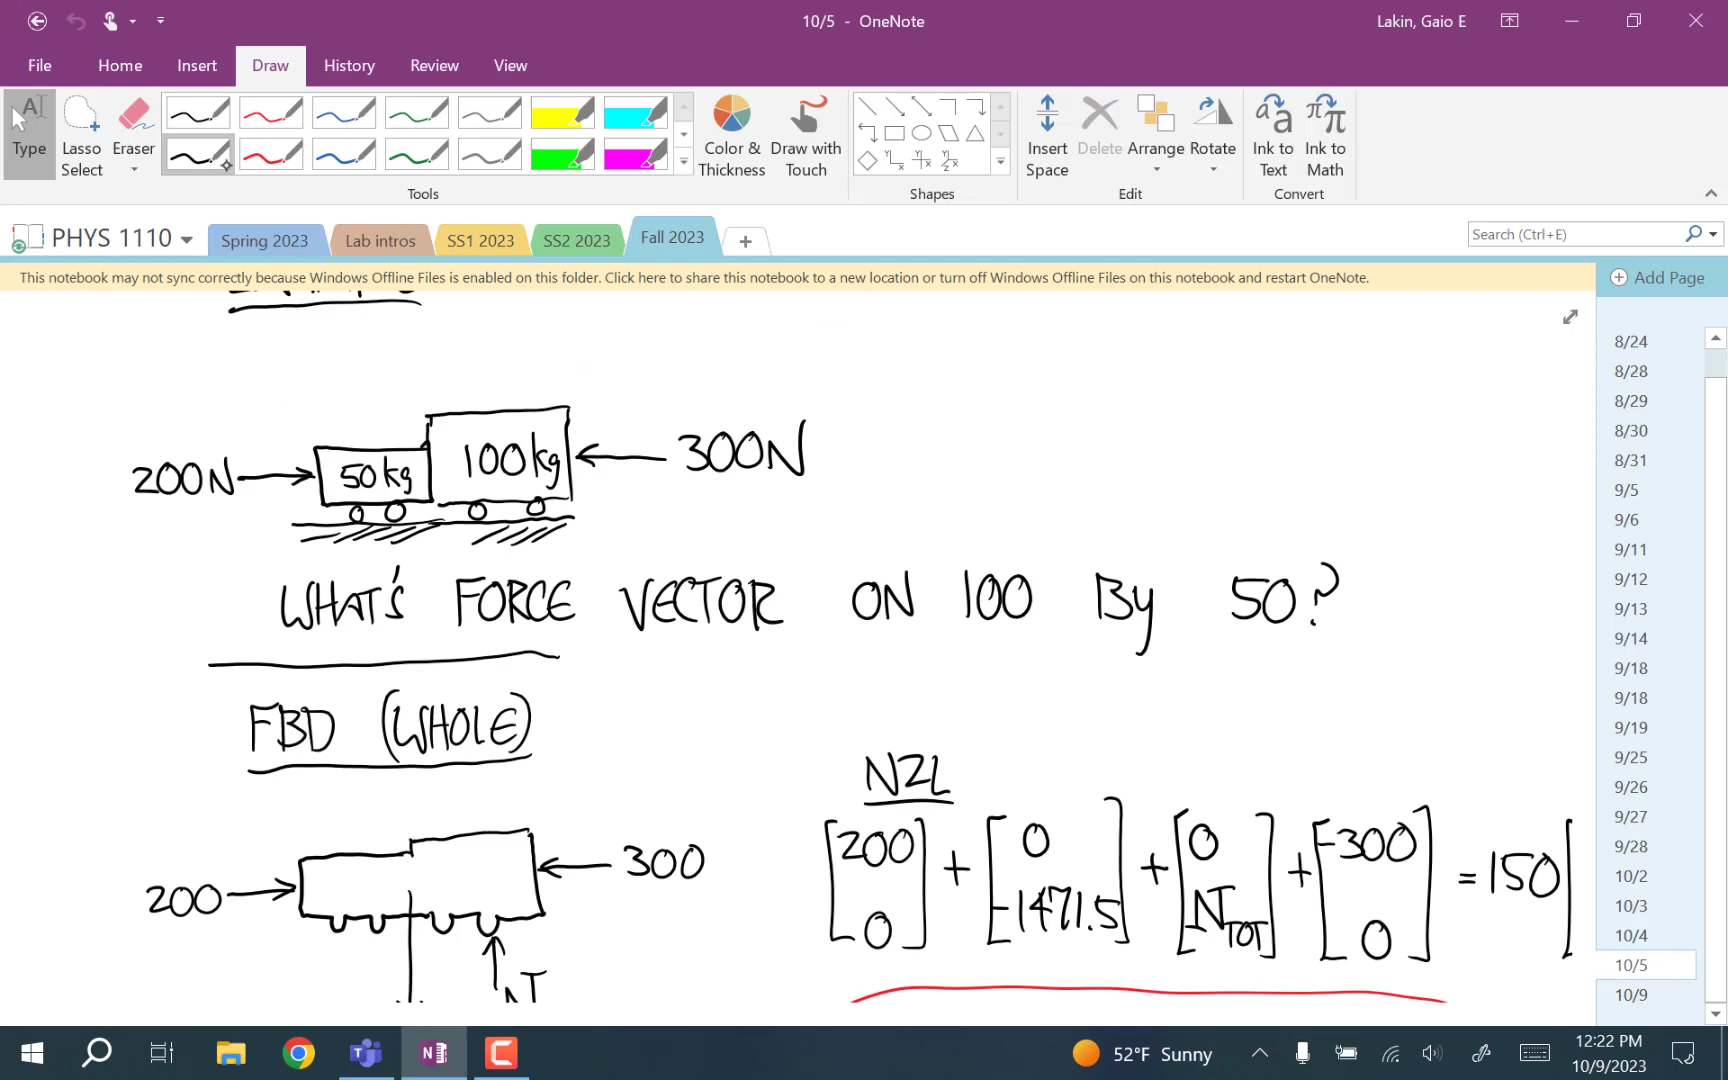 10/5 - OneNote
Lakin, Gaio E
File Home Insert Draw History Review View
Type
Lasso Select
Eraser
Color & Thickness
Draw with Touch
Insert Space
Delete
Arrange
Rotate
Ink to Text
Ink to Math
Tools
Shapes
Edit
Convert
PHYS 1110
Spring 2023
Lab intros
SS1 2023
SS2 2023
Fall 2023
Search (Ctrl+E)
This notebook may not sync correctly because Windows Offline Files is enabled on this folder. Click here to share this notebook to a new location or turn off Windows Offline Files on this notebook and restart OneNote.
Add Page
200N → 50kg 100kg ← 300N
WHAT'S FORCE VECTOR ON 100 By 50?
FBD (WHOLE)
200 → ← 300
N2L
[200 0] + [0 -1471.5] + [0 N_TOT] + [-300 0] = 150[
8/24
8/28
8/29
8/30
8/31
9/5
9/6
9/11
9/12
9/13
9/14
9/18
9/18
9/19
9/25
9/26
9/27
9/28
10/2
10/3
10/4
10/5
10/9
52°F Sunny
12:22 PM
10/9/2023